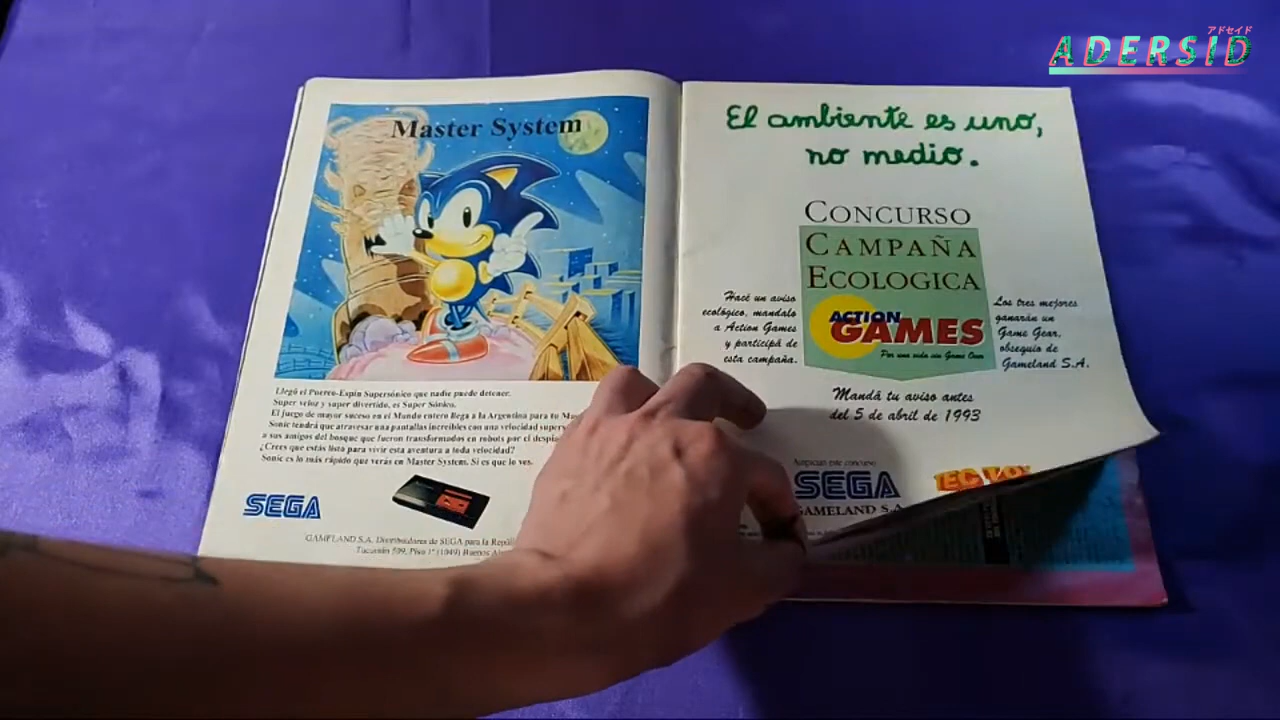 アドセイド
ADERSID
Master System
Llegó el Puerco-Espín Supersónico que nadie puede detener.
Super veloz y super divertido, es Super Sónico.
El juego de mayor suceso en el Mundo entero llega a la Argentina para tu
Sonic tendrá que atravesar una pantallas increíbles con una velocidad
a sus amigos del bosque que fueron transformados en robots por el
¿Crees que estás listo para vivir esta aventura a toda velocidad?
Sonic es lo más rápido que verás en Master System. Si es que lo ves.
SEGA
GAMELAND S.A. Distribuidores de SEGA para la
Tucumán 599, Piso 1º (1049) Buenos
El ambiente es uno,
no medio.
CONCURSO
CAMPAÑA
ECOLOGICA
ACTION
GAMES
Por una vida sin Game Over
Hacé un aviso
ecológico, mandalo
a Action Games
y participá de
esta campaña.
Los tres mejores
ganarán un
Game Gear,
obsequio de
Gameland S.A.
Mandá tu aviso antes
del 5 de abril de 1993
Auspician este concurso
SEGA
GAMELAND
TEC TOY